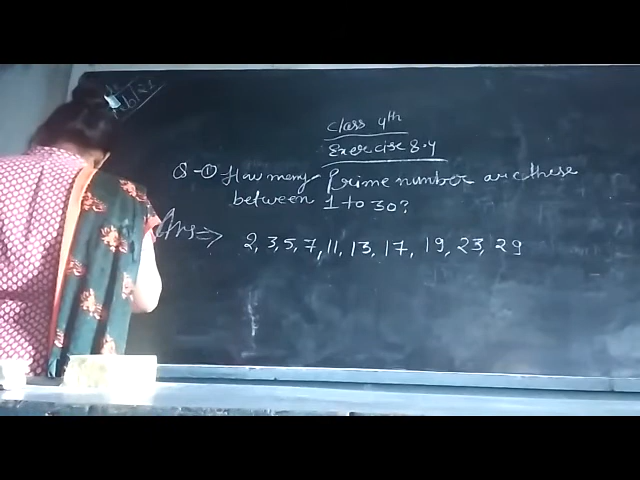 Class 4th
Exercise 8.4
Q-① How meny Prime number are these
between 1 to 30?
Ans⇒ 2, 3, 5, 7, 11, 13, 17, 19, 23, 29